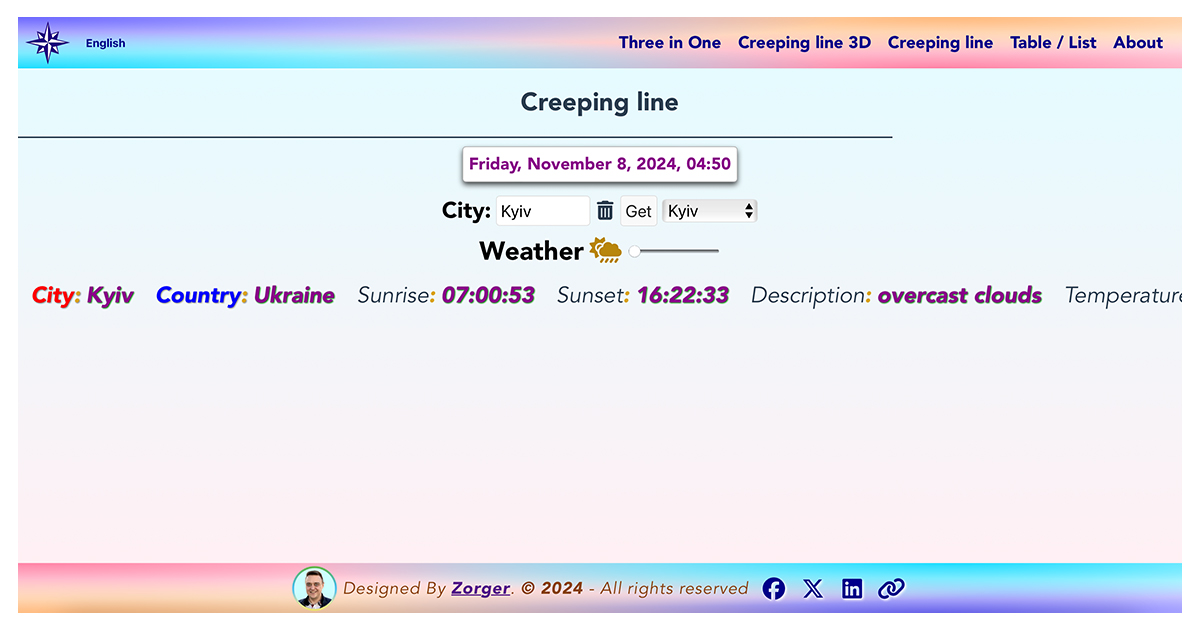 English Three in One Creeping line 3D Creeping line Table / List About
Creeping line
Friday, November 8, 2024, 04:50
City: Kyiv Get Kyiv
Weather
City: Kyiv Country: Ukraine Sunrise: 07:00:53 Sunset: 16:22:33 Description: overcast clouds Temperature
Designed By Zorger. © 2024 - All rights reserved